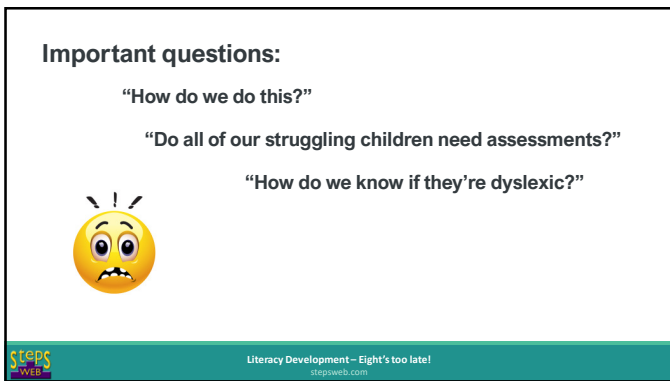 Important questions:
“How do we do this?”
“Do all of our struggling children need assessments?”
“How do we know if they’re dyslexic?”
Steps
WEB
Literacy Development – Eight’s too late!
stepsweb.com